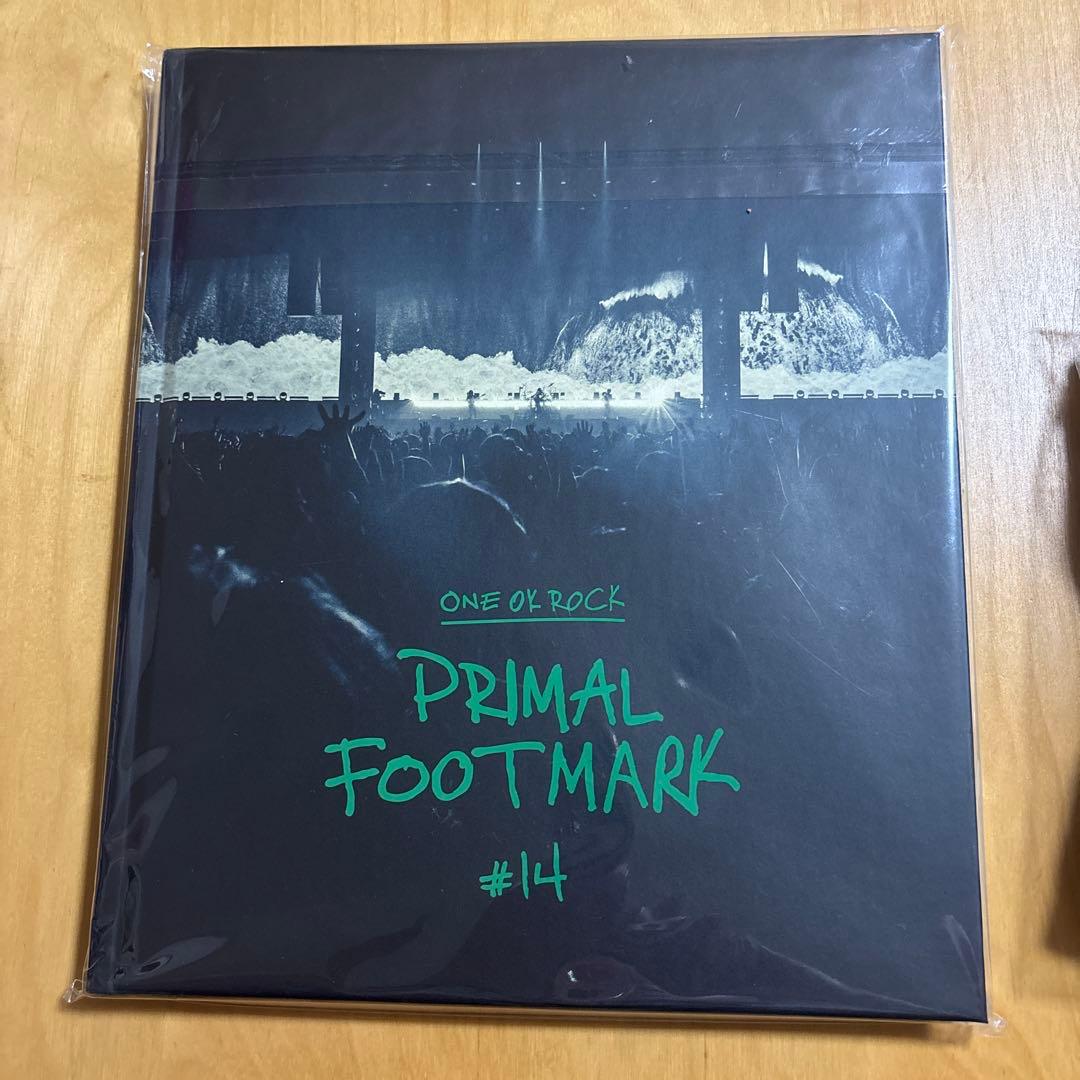 ONE OK ROCK
PRIMAL
FOOTMARK
#14